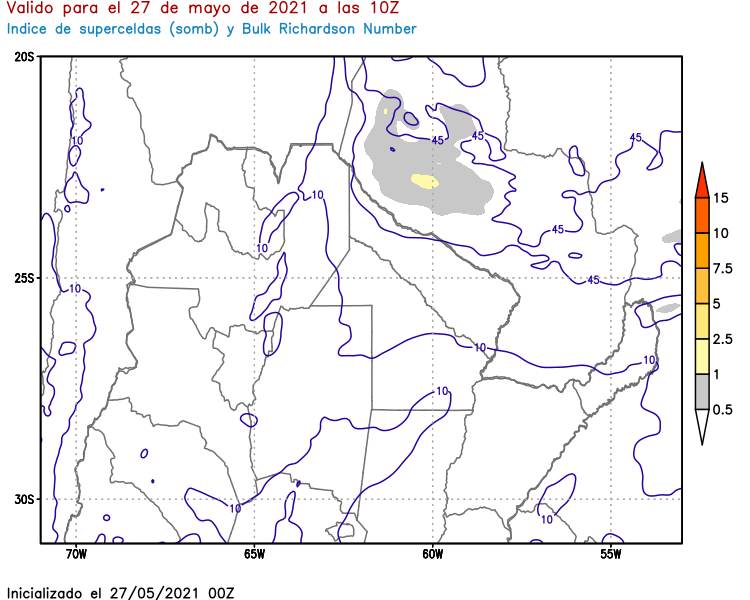 Valido para el 27 de mayo de 2021 a las 10Z
Indice de superceldas (somb) y Bulk Richardson Number
20S
25S
30S
70W
65W
60W
55W
10
10
10
10
10
10
10
10
10
45
45
45
45
45
15
10
7.5
5
2.5
1
0.5
Inicializado el 27/05/2021 00Z